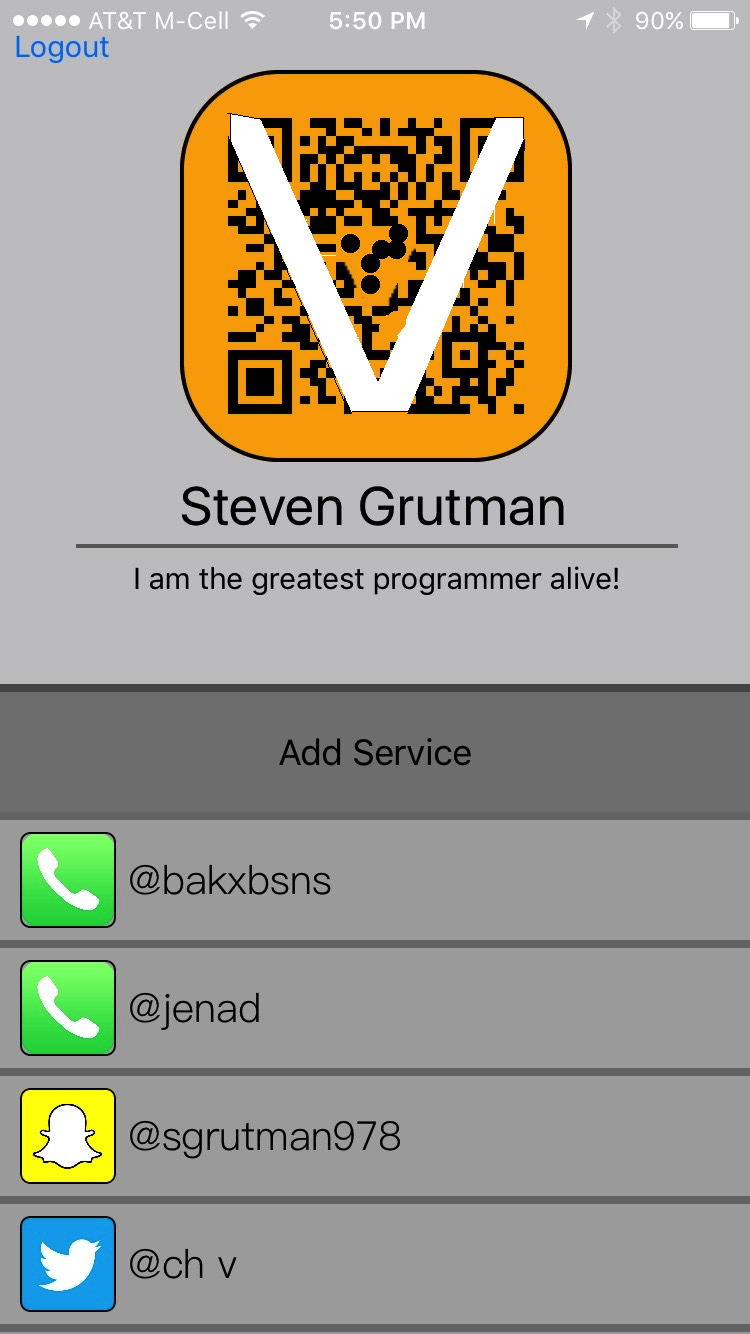 AT&T M-Cell 5:50 PM 90%
Logout
V
Steven Grutman
I am the greatest programmer alive!
Add Service
@bakxbsns
@jenad
@sgrutman978
@ch v